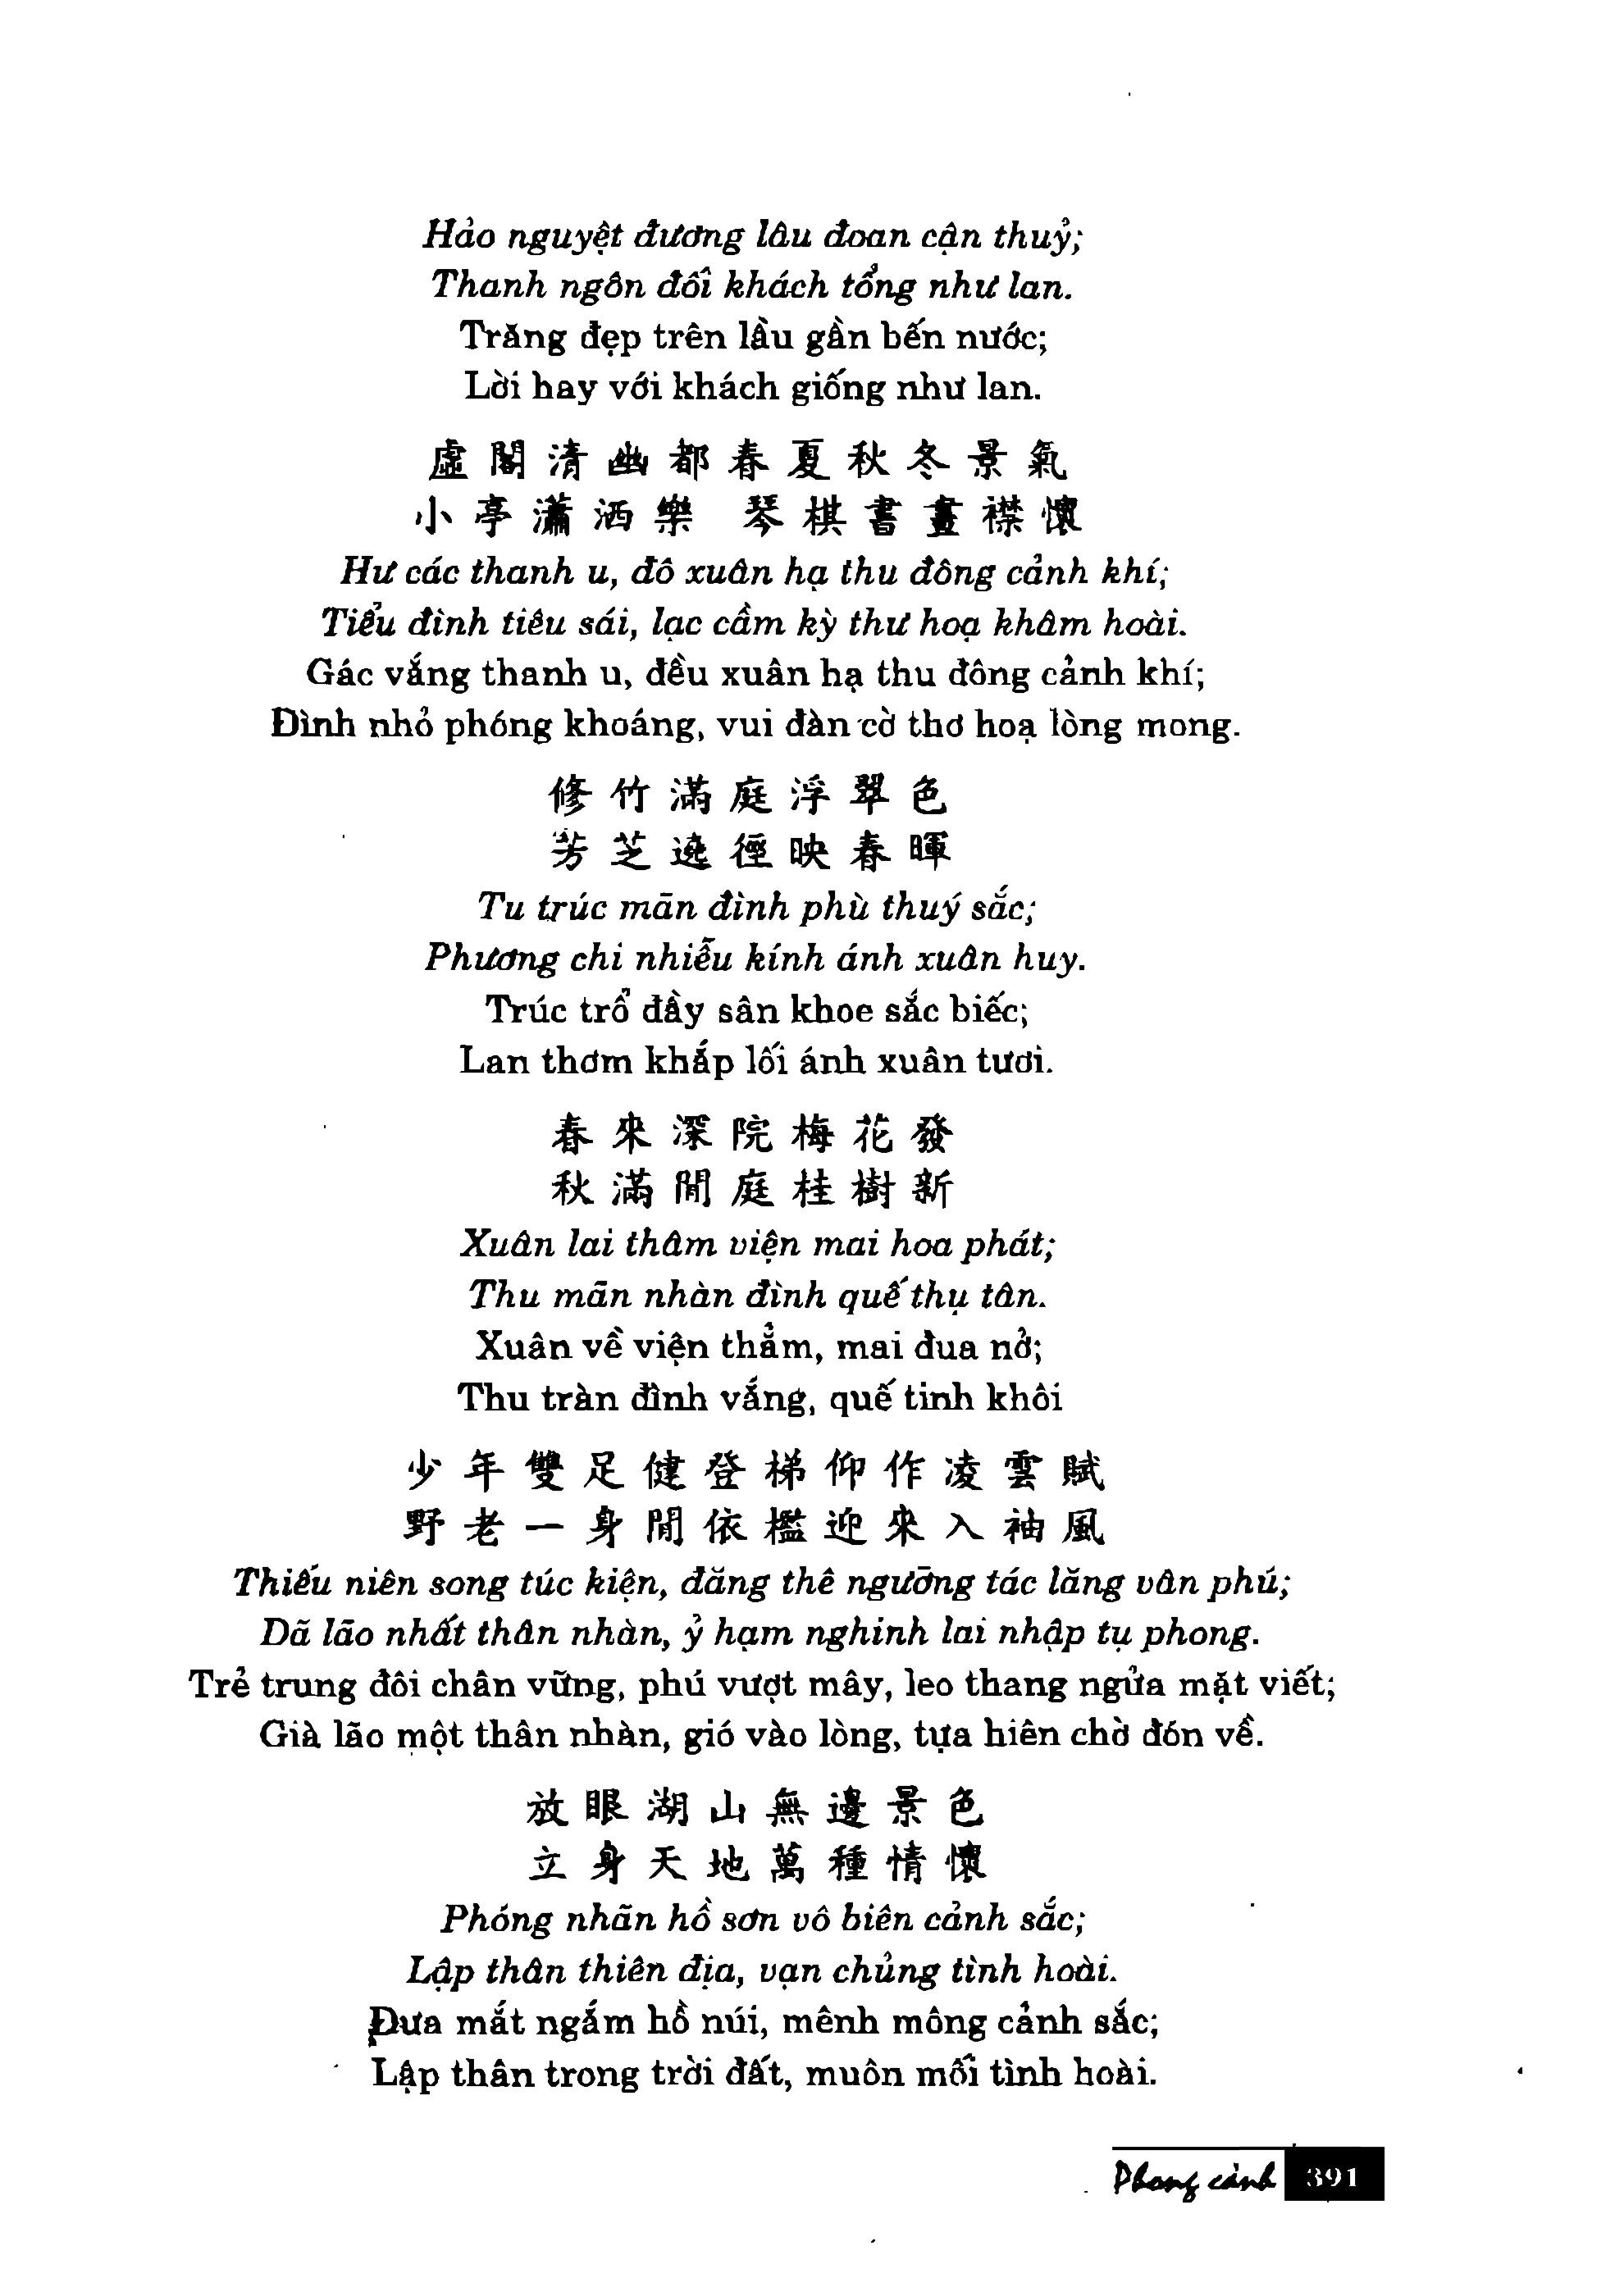 Hảo nguyệt đương lâu đoan cận thuỷ;
Thanh ngôn đối khách tổng như lan.
Trăng đẹp trên lầu gần bến nước;
Lời hay với khách giống như lan.
虛閣清幽都春夏秋冬景氣
小亭瀟洒樂 琴棋書畫襟懷
Hư các thanh u, đô xuân hạ thu đông cảnh khí;
Tiểu đình tiêu sái, lạc cầm kỳ thư hoạ khâm hoài.
Gác vắng thanh u, đều xuân hạ thu đông cảnh khí;
Đình nhỏ phóng khoáng, vui đàn cờ thơ hoạ lòng mong.
修竹滿庭浮翠色
芳芝遶徑映春暉
Tu trúc mãn đình phù thuý sắc;
Phương chi nhiễu kính ánh xuân huy.
Trúc trổ đầy sân khoe sắc biếc;
Lan thơm khắp lối ánh xuân tươi.
春來深院梅花發
秋滿閒庭桂樹新
Xuân lai thâm viện mai hoa phát;
Thu mãn nhàn đình quế thụ tân.
Xuân về viện thẳm, mai đua nở;
Thu tràn đình vắng, quế tinh khôi
少年雙足健登梯仰作凌雲賦
野老一身閒依檻迎來入袖風
Thiếu niên song túc kiện, đăng thê ngưỡng tác lăng vân phú;
Dã lão nhất thân nhàn, ỷ hạm nghinh lai nhập tụ phong.
Trẻ trung đôi chân vững, phú vượt mây, leo thang ngửa mặt viết;
Già lão một thân nhàn, gió vào lòng, tựa hiên chờ đón về.
放眼湖山無邊景色
立身天地萬種情懷
Phóng nhãn hồ sơn vô biên cảnh sắc;
Lập thân thiên địa, vạn chủng tình hoài.
Đưa mắt ngắm hồ núi, mênh mông cảnh sắc;
Lập thân trong trời đất, muôn mối tình hoài.
Phong cảnh 391